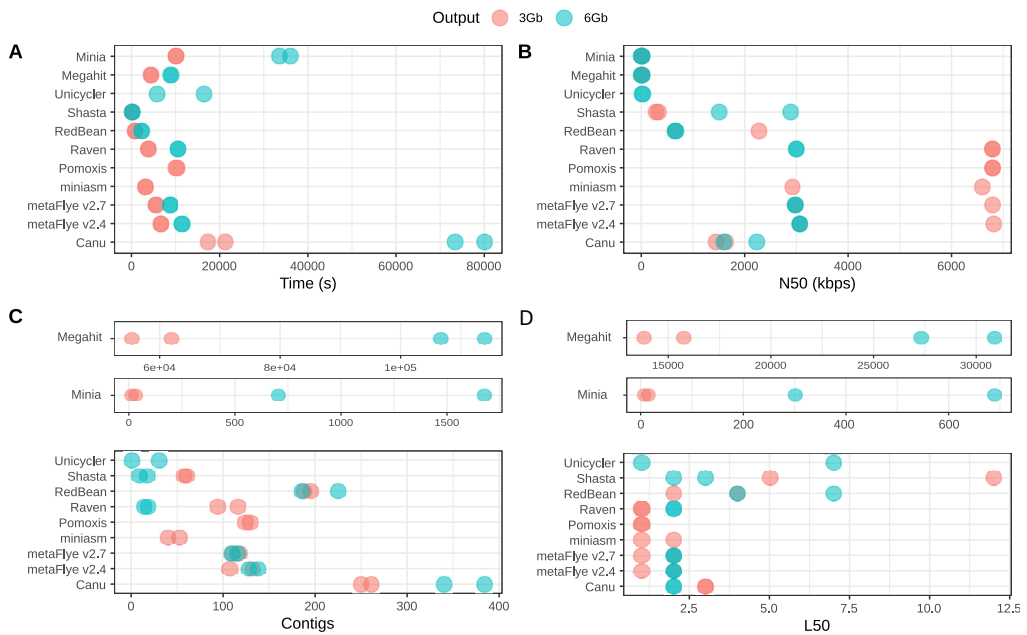 Output 3Gb 6Gb
A
Minia
Megahit
Unicycler
Shasta
RedBean
Raven
Pomoxis
miniasm
metaFlye v2.7
metaFlye v2.4
Canu
0 20000 40000 60000 80000
Time (s)
B
Minia
Megahit
Unicycler
Shasta
RedBean
Raven
Pomoxis
miniasm
metaFlye v2.7
metaFlye v2.4
Canu
0 2000 4000 6000
N50 (kbps)
C
Megahit
6e+04 8e+04 1e+05
Minia
0 500 1000 1500
Unicycler
Shasta
RedBean
Raven
Pomoxis
miniasm
metaFlye v2.7
metaFlye v2.4
Canu
0 100 200 300 400
Contigs
D
Megahit
15000 20000 25000 30000
Minia
0 200 400 600
Unicycler
Shasta
RedBean
Raven
Pomoxis
miniasm
metaFlye v2.7
metaFlye v2.4
Canu
2.5 5.0 7.5 10.0 12.5
L50